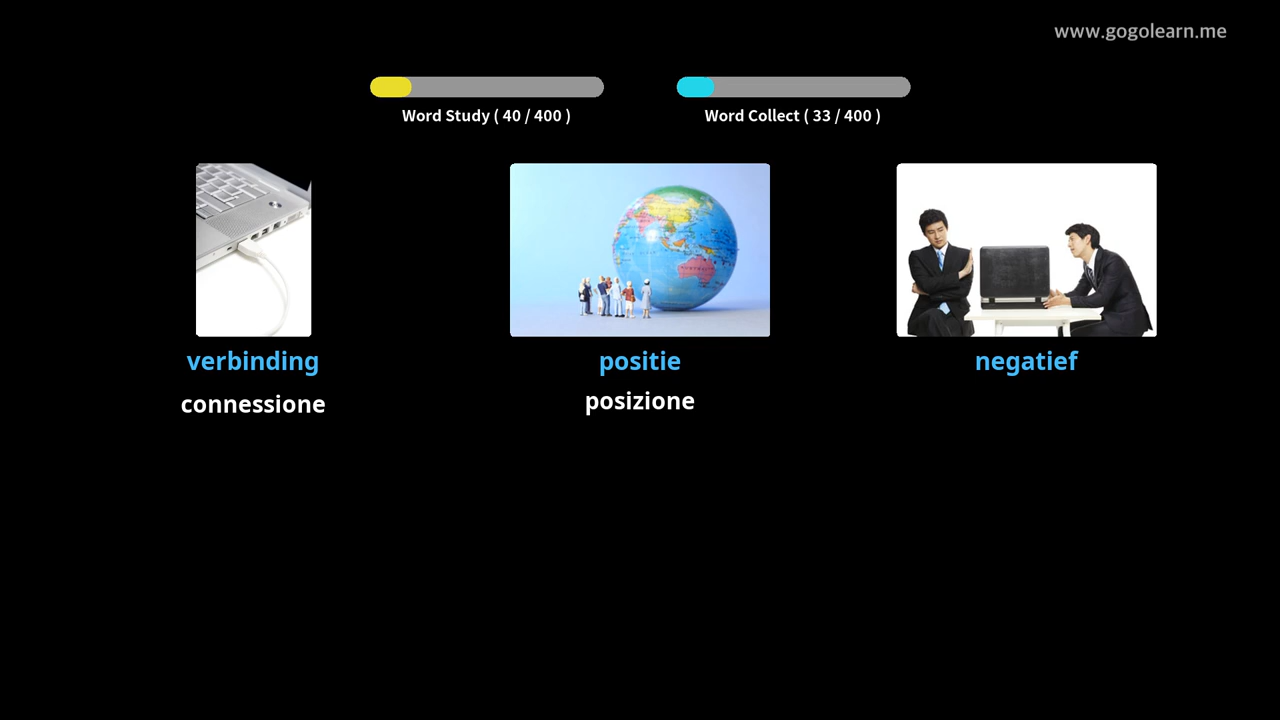 www.gogolearn.me
Word Study ( 40 / 400 )
Word Collect ( 33 / 400 )
verbinding
positie
negatief
connessione
posizione